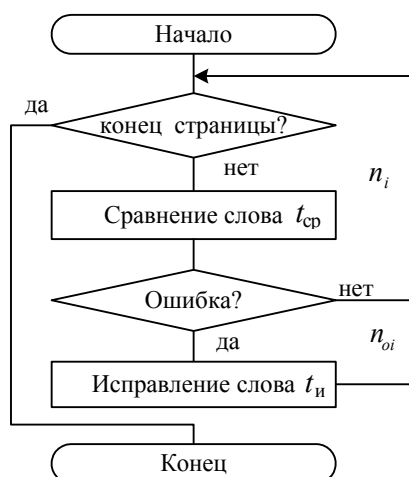 Начало
да
конец страницы?
нет
n_i
Сравнение слова t_ср
Ошибка?
нет
да
n_oi
Исправление слова t_и
Конец